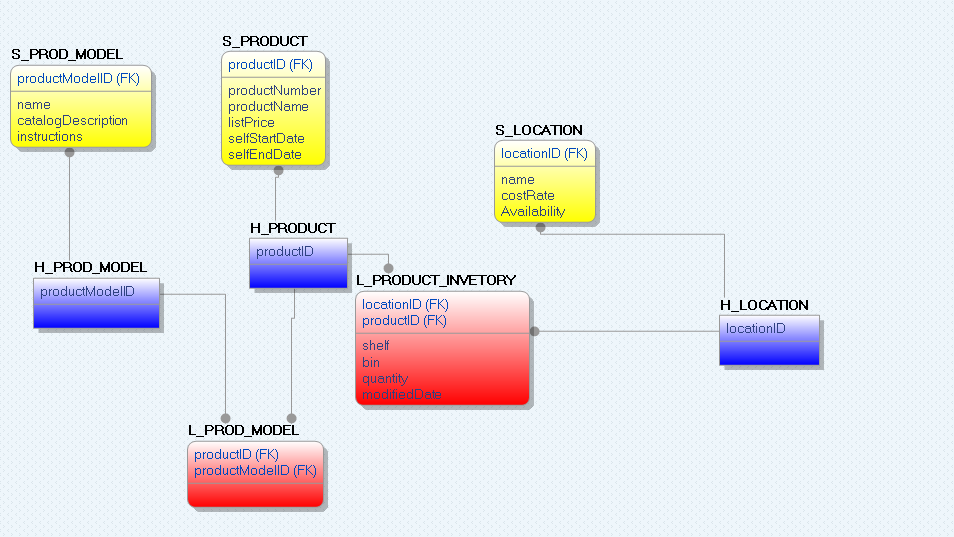 S_PROD_MODEL
productModelID (FK)
name
catalogDescription
instructions
S_PRODUCT
productID (FK)
productNumber
productName
listPrice
selfStartDate
selfEndDate
S_LOCATION
locationID (FK)
name
costRate
Availability
H_PRODUCT
productID
H_PROD_MODEL
productModelID
L_PRODUCT_INVETORY
locationID (FK)
productID (FK)
shelf
bin
quantity
modifiedDate
H_LOCATION
locationID
L_PROD_MODEL
productID (FK)
productModelID (FK)